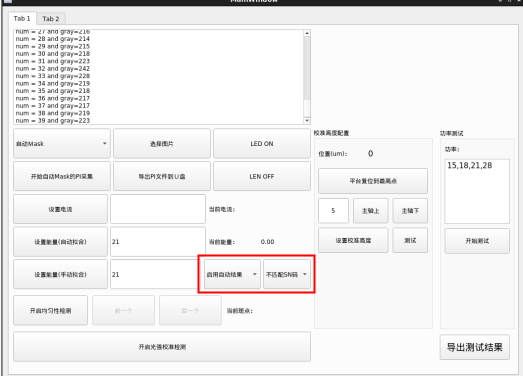 MainWindow
Tab 1
Tab 2
num = 27 and gray=216
num = 28 and gray=214
num = 29 and gray=215
num = 30 and gray=218
num = 31 and gray=223
num = 32 and gray=242
num = 33 and gray=228
num = 34 and gray=219
num = 35 and gray=218
num = 36 and gray=217
num = 37 and gray=217
num = 38 and gray=219
num = 39 and gray=223
自动Mask
选择图片
LED ON
开始自动Mask的PI采集
导出PI文件到U盘
LEN OFF
设置电流
当前电流:
设置能量(自动拟合)
21
当前能量:
0.00
设置能量(手动拟合)
21
启用自动结果
不匹配SN码
开启均匀性检测
前一个
后一个
当前斑点:
开启光强校准检测
校准高度配置
位置(um):
0
平台复位到最高点
5
主轴上
主轴下
设置校准高度
测试
功率测试
功率:
15,18,21,28
开始测试
导出测试结果